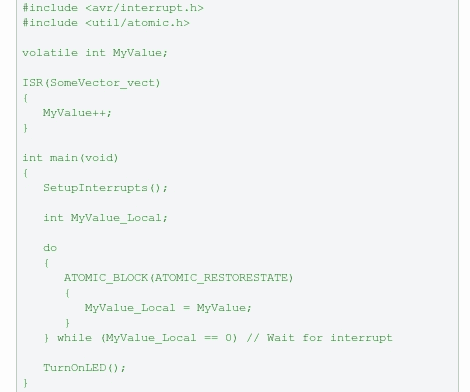 #include <avr/interrupt.h>
#include <util/atomic.h>

volatile int MyValue;

ISR(SomeVector_vect)
{
   MyValue++;
}

int main(void)
{
   SetupInterrupts();

   int MyValue_Local;

   do
   {
      ATOMIC_BLOCK(ATOMIC_RESTORESTATE)
      {
         MyValue_Local = MyValue;
      }
   } while (MyValue_Local == 0) // Wait for interrupt

   TurnOnLED();
}